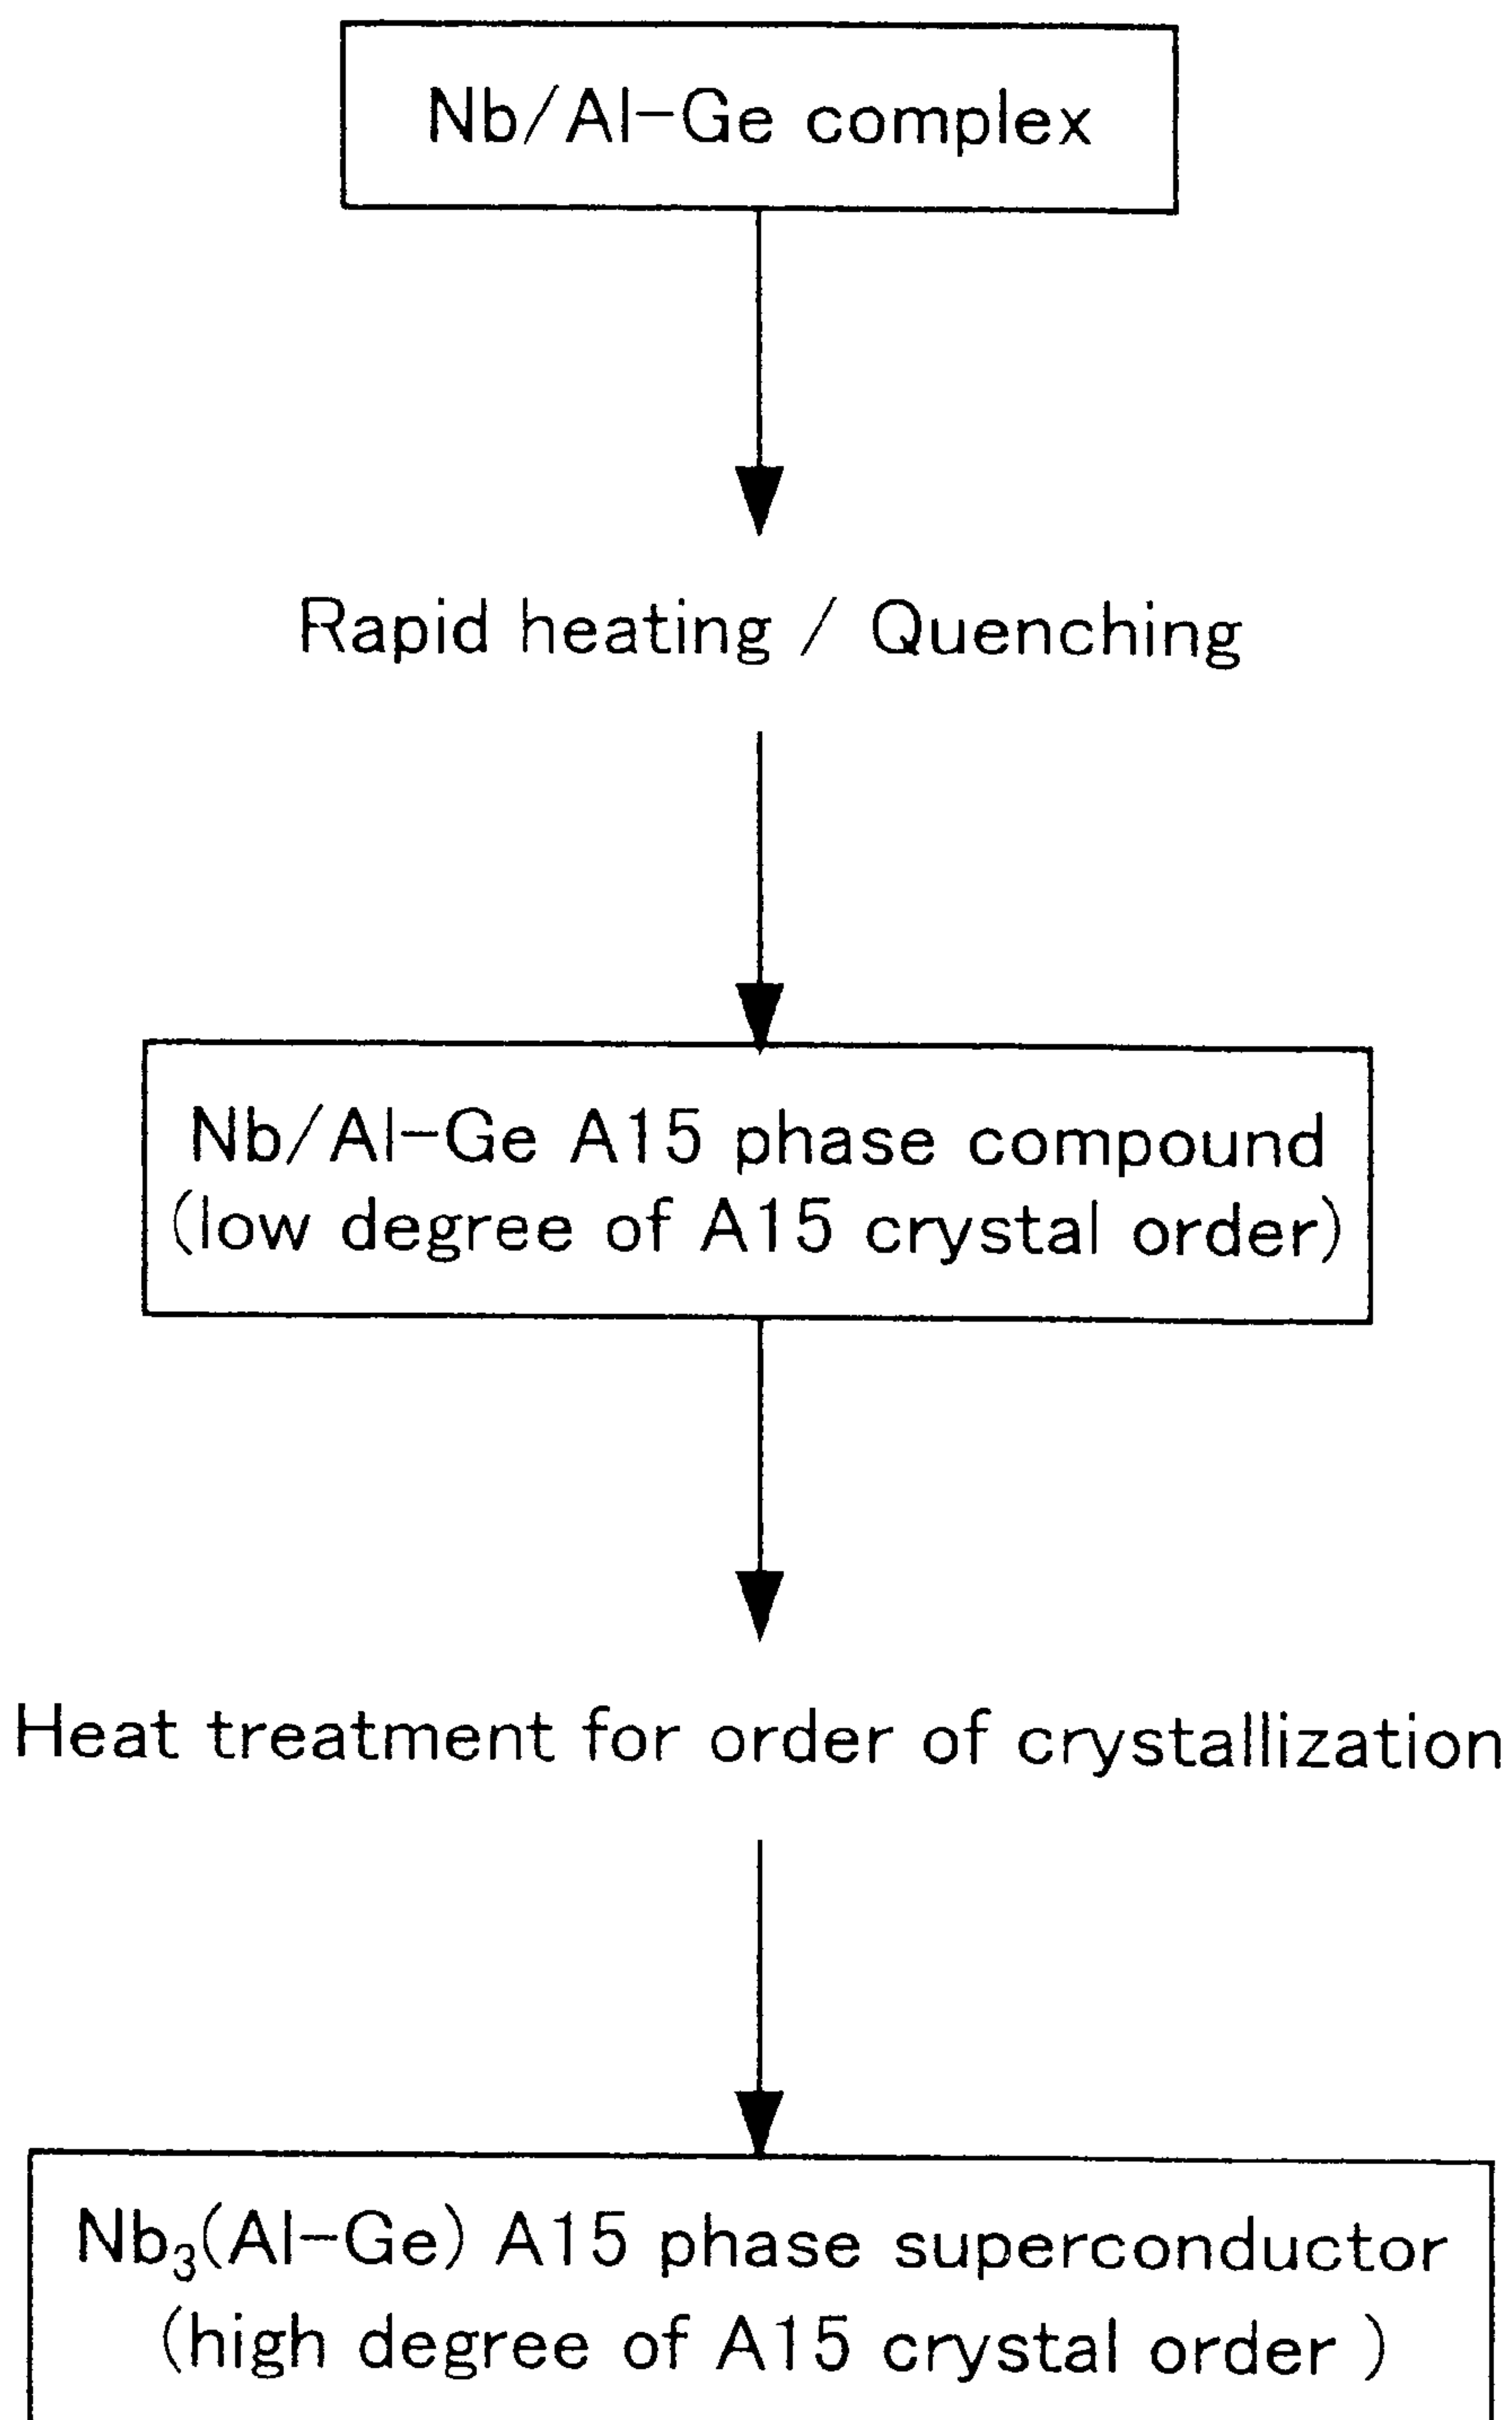 Nb/Al-Ge complex
Rapid heating / Quenching
Nb/Al-Ge A15 phase compound
(low degree of A15 crystal order)
Heat treatment for order of crystallization
Nb₃(Al-Ge) A15 phase superconductor
(high degree of A15 crystal order )